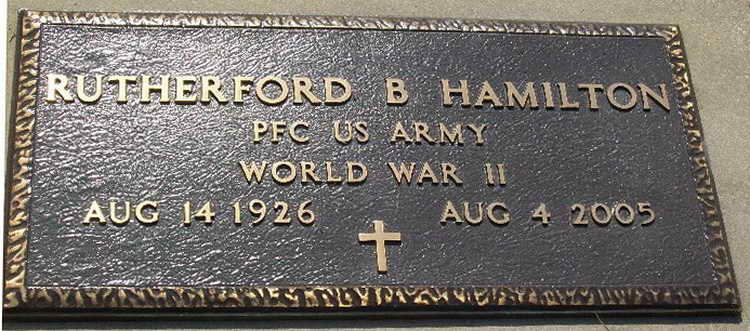 RUTHERFORD B HAMILTON
PFC US ARMY
WORLD WAR II
AUG 14 1926 AUG 4 2005